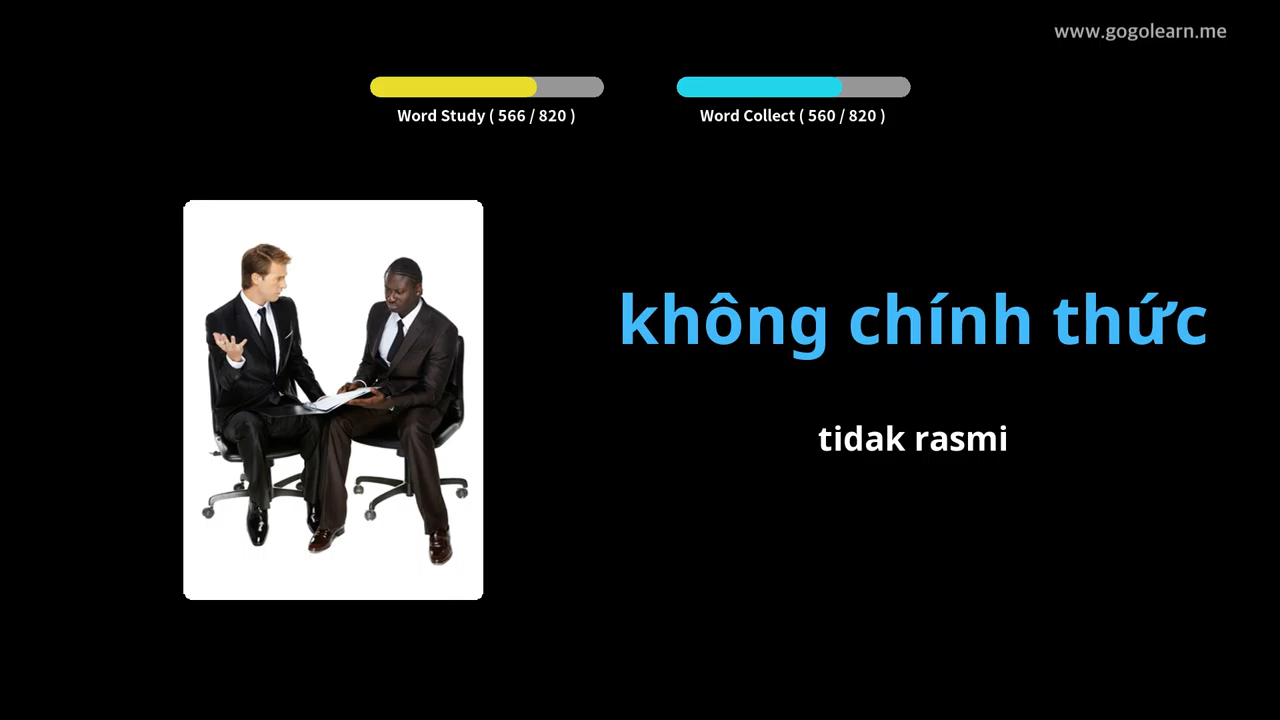 www.gogolearn.me
Word Study ( 566 / 820 )
Word Collect ( 560 / 820 )
không chính thức
tidak rasmi